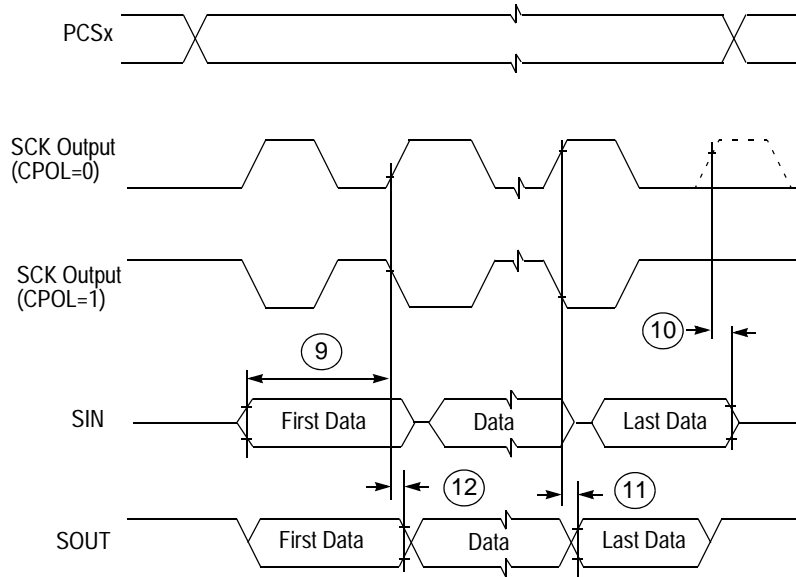 PCSx
SCK Output
(CPOL=0)
SCK Output
(CPOL=1)
10
9
SIN
First Data
Data
Last Data
12
11
SOUT
First Data
Data
Last Data